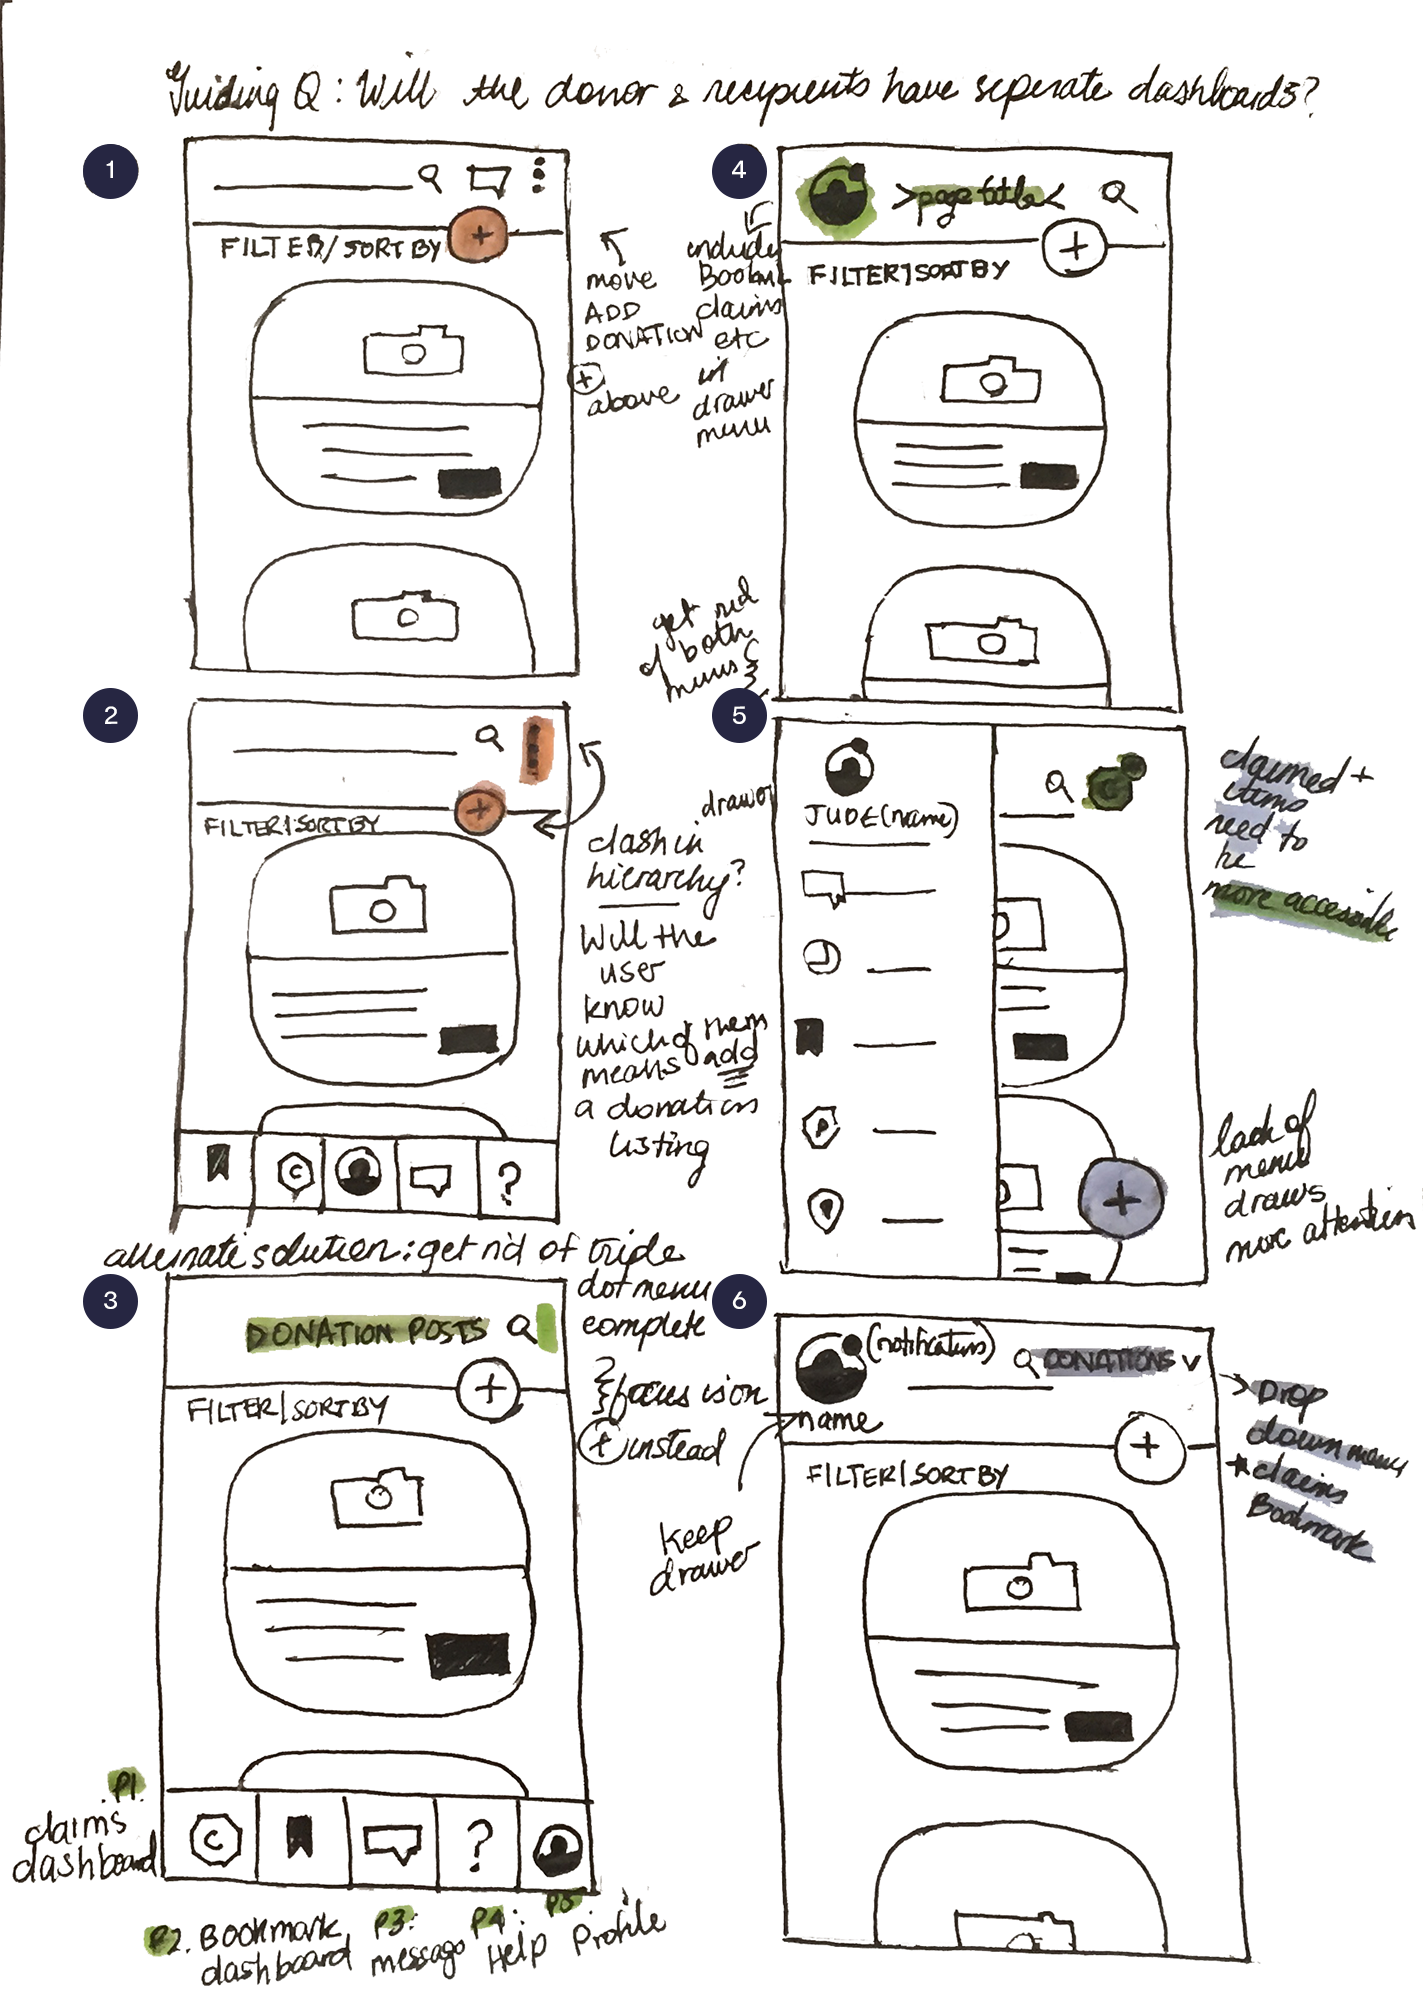 Guiding Q: Will the donor & recipients have seperate dashboards?
1
FILTER/SORT BY
+
move
ADD
DONATION
+
above
2
FILTER|SORT BY
+
clash in
hierarchy?
Will the
user
know
which of them
means add
a donation
listing
C
?
alternate solution: get rid of triple
dot menu
complete
3
DONATION POSTS
+
FILTER|SORT BY
focus is on
+ instead
C
?
P1.
claims
dashboard
P2. Bookmark
dashboard
P3:
message
P4:
Help
P5
Profile
4
>page title<
+
FILTER|SORT BY
include
claims
etc
in
drawer
menu
get rid
of both
menus
5
drawer
JUDE (name)
+
claimed +
items
need to
be
more accessible
lack of
menu
draws
more attention
6
(notifications)
DONATIONS v
name
+
FILTER|SORT BY
keep
drawer
Drop
down menu
*claims
Bookmark